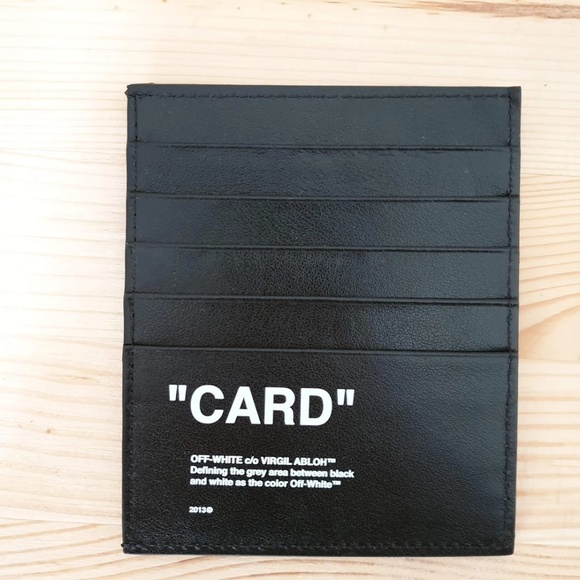 "CARD"
OFF-WHITE c/o VIRGIL ABLOH™
Defining the grey area between black
and white as the color Off-White™
2013®